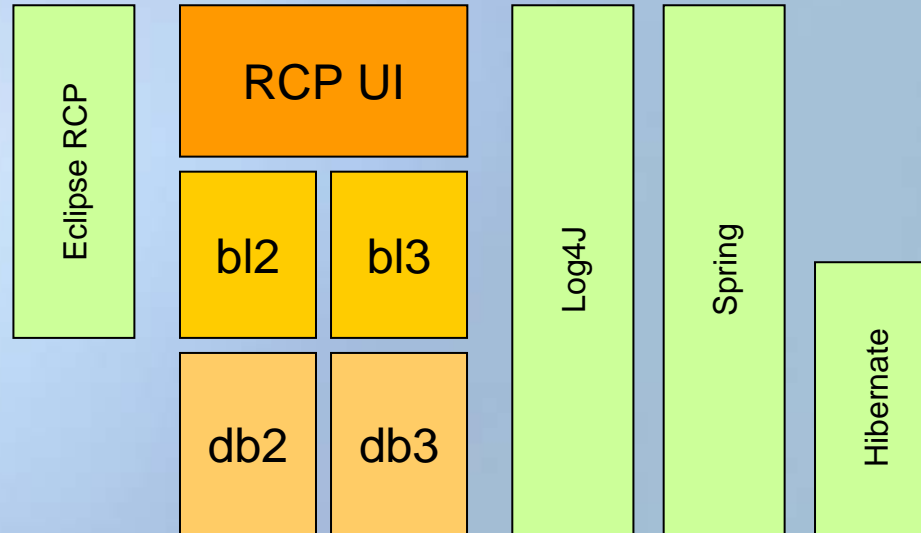 Eclipse RCP
RCP UI
bl2
bl3
db2
db3
Log4J
Spring
Hibernate